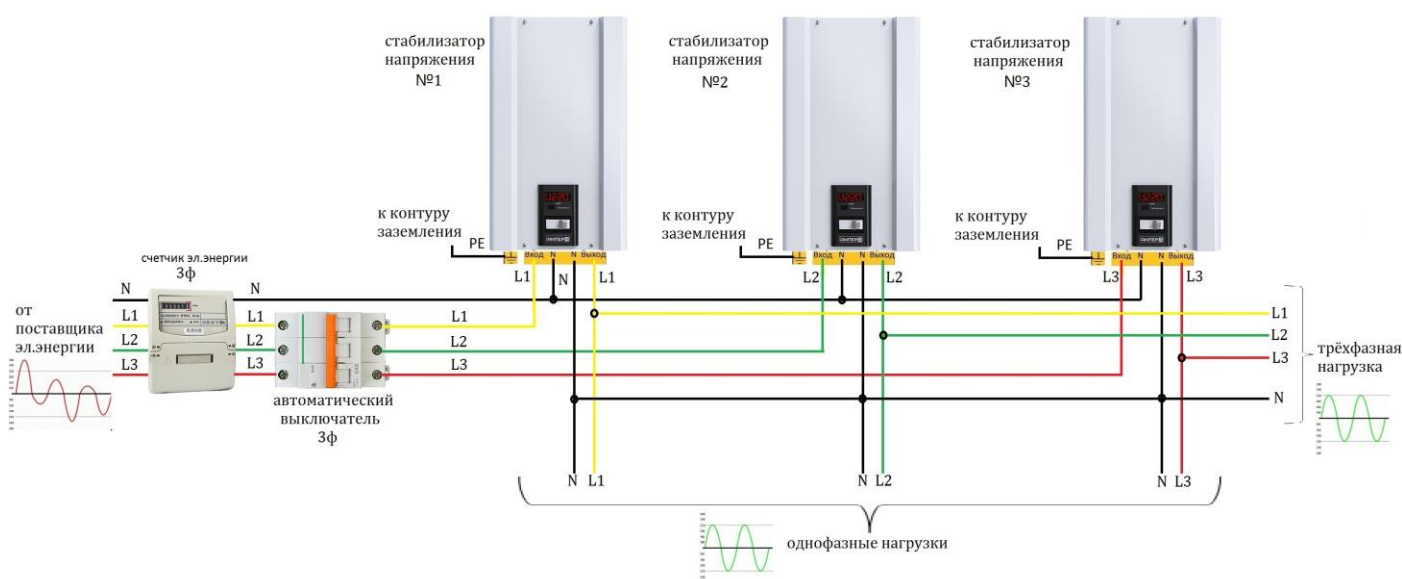 стабилизатор
напряжения
№1
стабилизатор
напряжения
№2
стабилизатор
напряжения
№3
к контуру
заземления
PE
к контуру
заземления
PE
к контуру
заземления
PE
Вход N N Выход
Вход N N Выход
Вход N N Выход
L1 N L1
L2 L2
L3 L3
счетчик эл.энергии
3ф
от
поставщика
эл.энергии
N N
L1 L1 L1
L2 L2 L2
L3 L3 L3
автоматический
выключатель
3ф
L1
L2
L3
N
трёхфазная
нагрузка
N L1
N L2
N L3
однофазные нагрузки